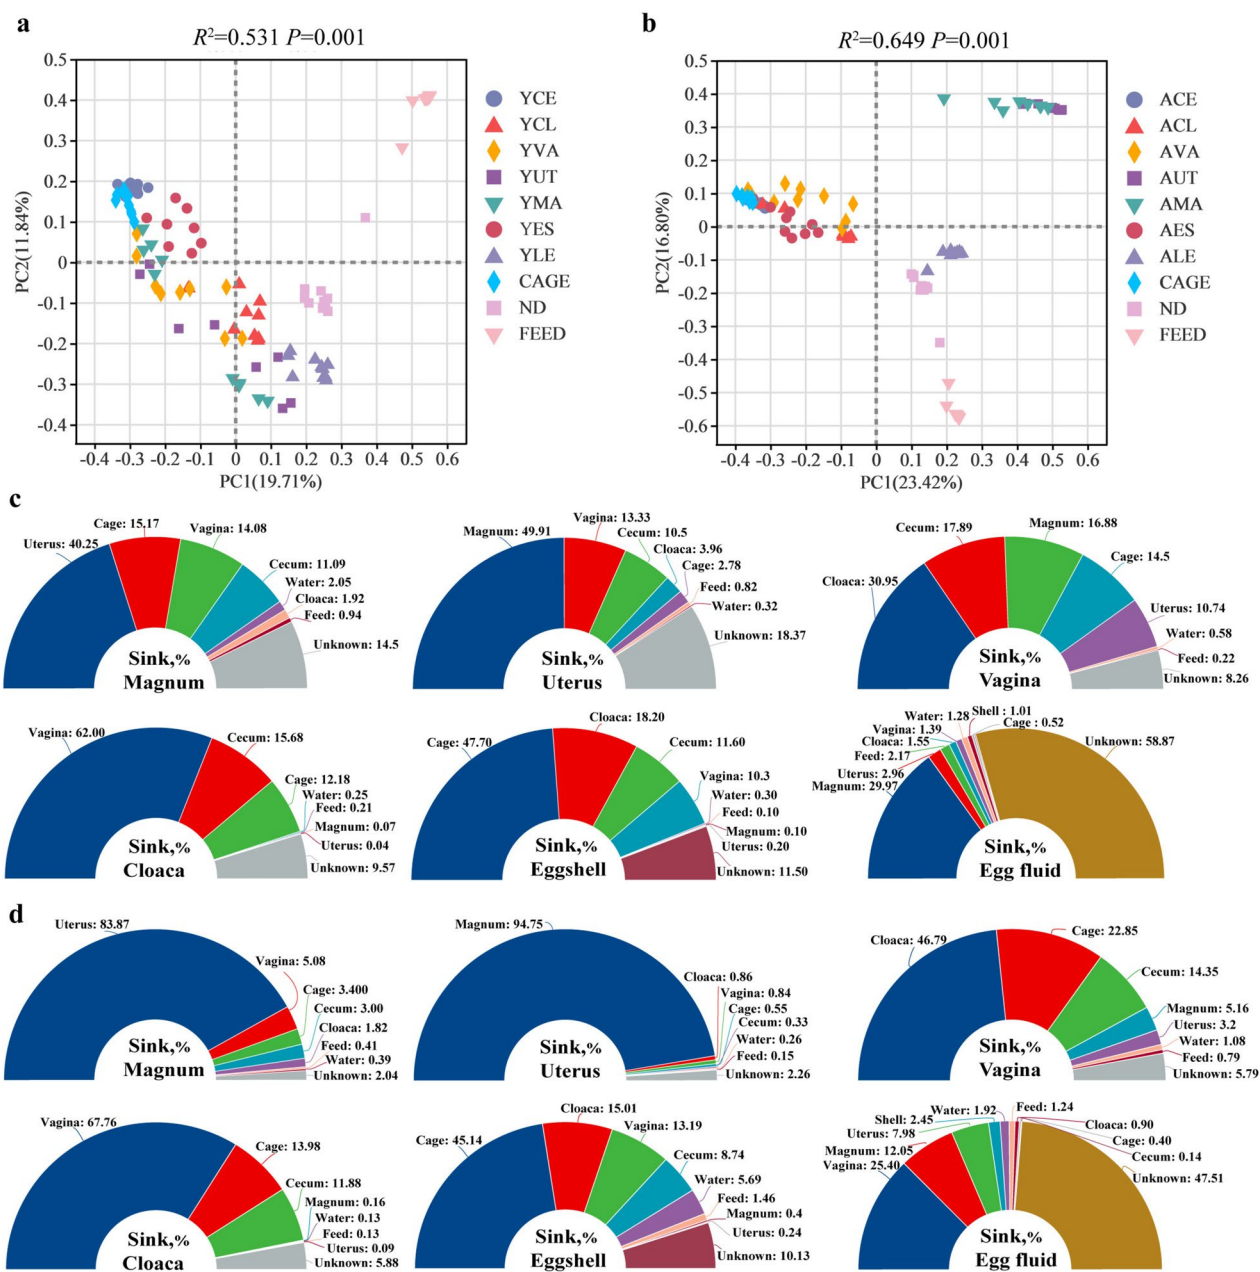 a
R²=0.531 P=0.001
PC2(11.84%)
0.5
0.4
0.3
0.2
0.1
0
-0.1
-0.2
-0.3
-0.4
-0.4 -0.3 -0.2 -0.1 0 0.1 0.2 0.3 0.4 0.5 0.6
PC1(19.71%)
YCE
YCL
YVA
YUT
YMA
YES
YLE
CAGE
ND
FEED
b
R²=0.649 P=0.001
PC2(16.80%)
0.5
0.4
0.3
0.2
0.1
0
-0.1
-0.2
-0.3
-0.4
-0.5
-0.6
-0.4 -0.3 -0.2 -0.1 0 0.1 0.2 0.3 0.4 0.5 0.6
PC1(23.42%)
ACE
ACL
AVA
AUT
AMA
AES
ALE
CAGE
ND
FEED
c
Uterus: 40.25
Cage: 15.17
Vagina: 14.08
Cecum: 11.09
Water: 2.05
Cloaca: 1.92
Feed: 0.94
Unknown: 14.5
Sink,%
Magnum
Magnum: 49.91
Vagina: 13.33
Cecum: 10.5
Cloaca: 3.96
Cage: 2.78
Feed: 0.82
Water: 0.32
Unknown: 18.37
Sink,%
Uterus
Cloaca: 30.95
Cecum: 17.89
Magnum: 16.88
Cage: 14.5
Uterus: 10.74
Water: 0.58
Feed: 0.22
Unknown: 8.26
Sink,%
Vagina
Vagina: 62.00
Cecum: 15.68
Cage: 12.18
Water: 0.25
Feed: 0.21
Magnum: 0.07
Uterus: 0.04
Unknown: 9.57
Sink,%
Cloaca
Cage: 47.70
Cloaca: 18.20
Cecum: 11.60
Vagina: 10.3
Water: 0.30
Feed: 0.10
Magnum: 0.10
Uterus: 0.20
Unknown: 11.50
Sink,%
Eggshell
Shell : 1.01
Water: 1.28
Cage : 0.52
Vagina: 1.39
Cloaca: 1.55
Feed: 2.17
Uterus: 2.96
Magnum: 29.97
Unknown: 58.87
Sink,%
Egg fluid
d
Uterus: 83.87
Vagina: 5.08
Cage: 3.400
Cecum: 3.00
Cloaca: 1.82
Feed: 0.41
Water: 0.39
Unknown: 2.04
Sink,%
Magnum
Magnum: 94.75
Cloaca: 0.86
Vagina: 0.84
Cage: 0.55
Cecum: 0.33
Water: 0.26
Feed: 0.15
Unknown: 2.26
Sink,%
Uterus
Cloaca: 46.79
Cage: 22.85
Cecum: 14.35
Magnum: 5.16
Uterus: 3.2
Water: 1.08
Feed: 0.79
Unknown: 5.79
Sink,%
Vagina
Vagina: 67.76
Cage: 13.98
Cecum: 11.88
Magnum: 0.16
Water: 0.13
Feed: 0.13
Uterus: 0.09
Unknown: 5.88
Sink,%
Cloaca
Cage: 45.14
Cloaca: 15.01
Vagina: 13.19
Cecum: 8.74
Water: 5.69
Feed: 1.46
Magnum: 0.4
Uterus: 0.24
Unknown: 10.13
Sink,%
Eggshell
Water: 1.92
Feed: 1.24
Shell: 2.45
Cloaca: 0.90
Uterus: 7.98
Cage: 0.40
Magnum: 12.05
Cecum: 0.14
Vagina: 25.40
Unknown: 47.51
Sink,%
Egg fluid